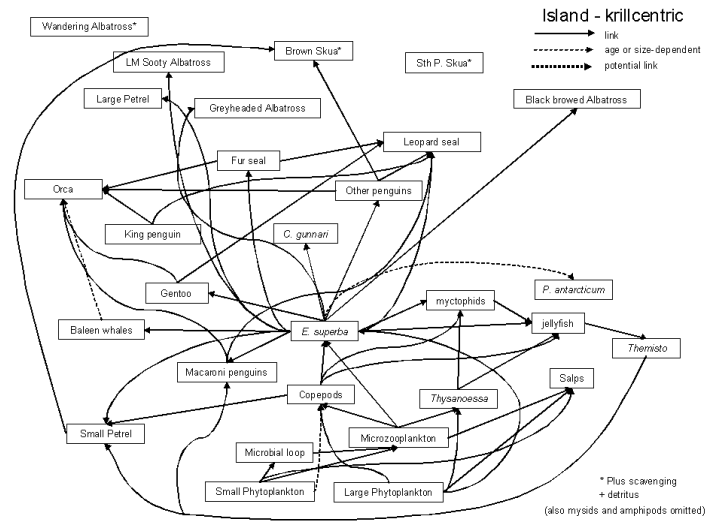 Island - krillcentric
link
age or size-dependent
potential link
Wandering Albatross*
Brown Skua*
LM Sooty Albatross
Sth P. Skua*
Large Petrel
Greyheaded Albatross
Black browed Albatross
Leopard seal
Fur seal
Orca
Other penguins
King penguin
C. gunnari
Gentoo
P. antarcticum
myctophids
Baleen whales
E. superba
jellyfish
Themisto
Macaroni penguins
Salps
Copepods
Thysanoessa
Small Petrel
Microzooplankton
Microbial loop
Small Phytoplankton
Large Phytoplankton
* Plus scavenging
+ detritus
(also mysids and amphipods omitted)